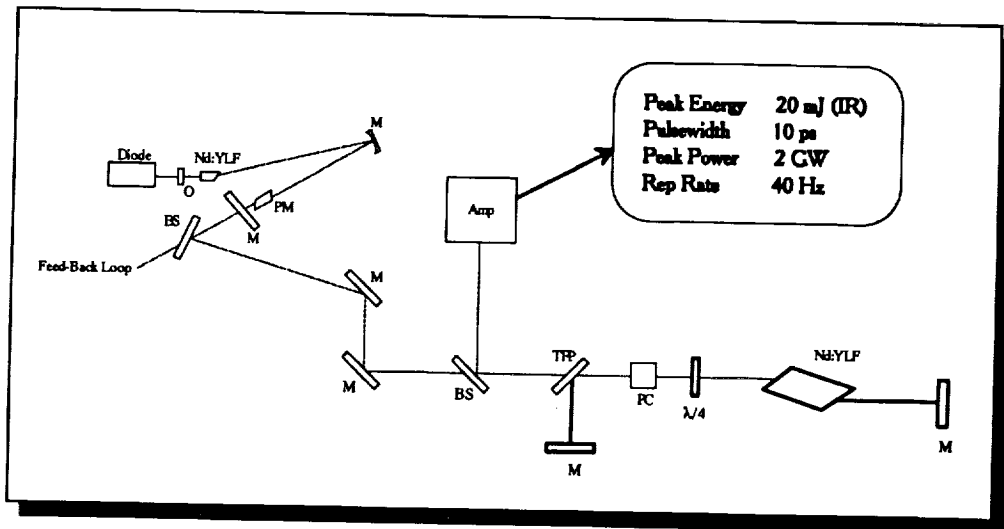 Peak Energy 20 mJ (IR)
Pulsewidth 10 ps
Peak Power 2 GW
Rep Rate 40 Hz
M
Diode
Nd:YLF
O
PM
BS
M
Amp
Feed-Back Loop
M
M
BS
TFP
PC
λ/4
Nd:YLF
M
M